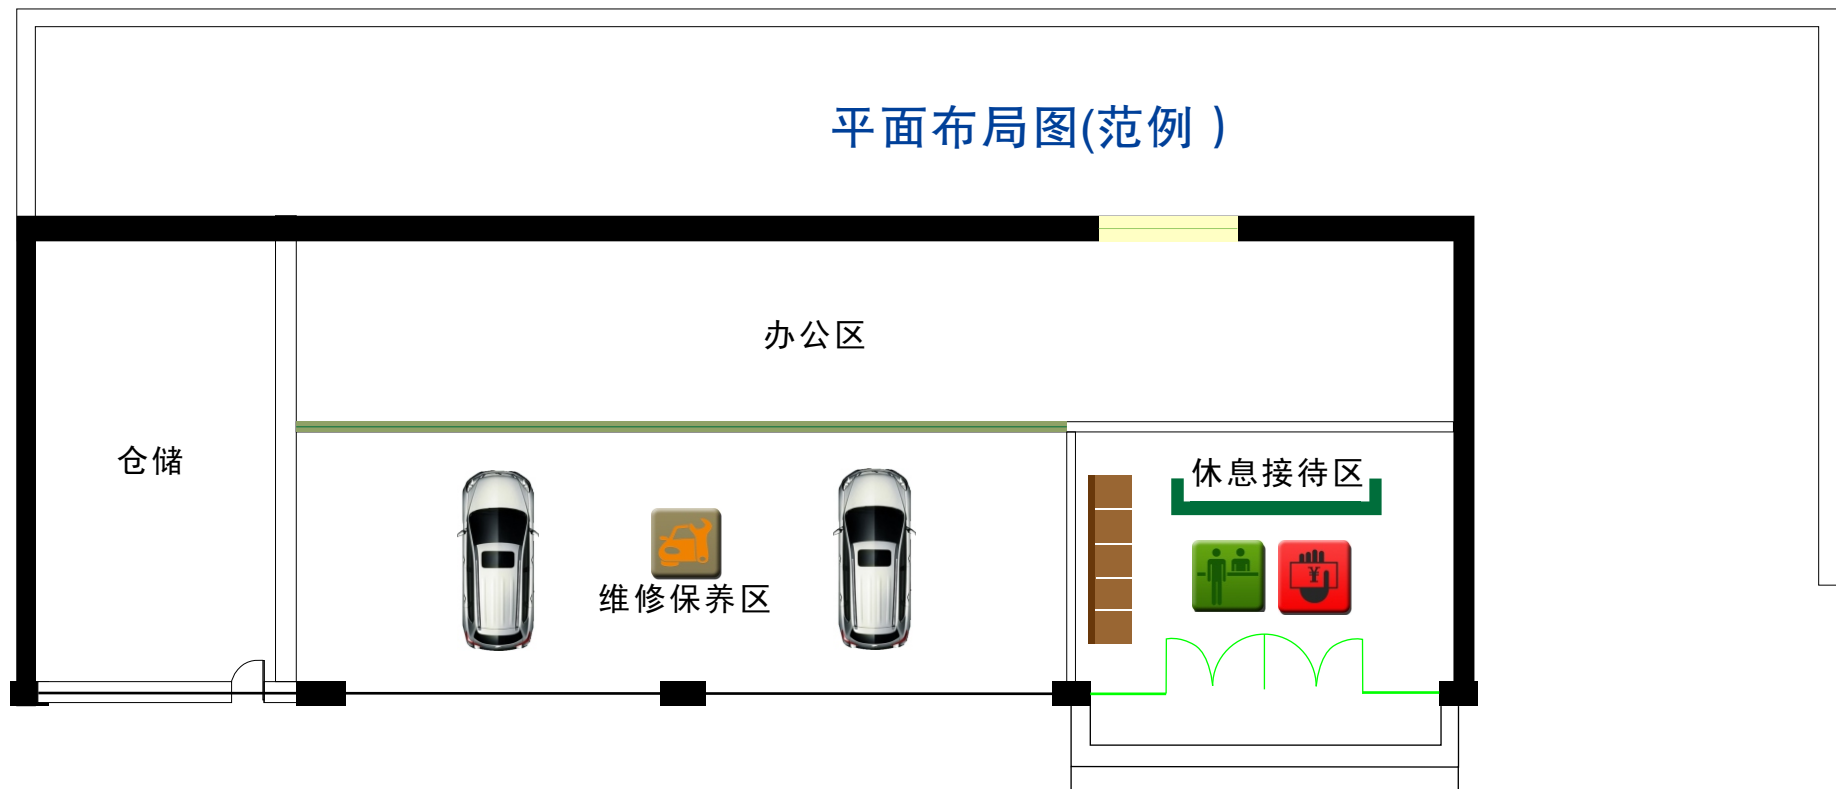 平面布局图(范例）
办公区
仓储
休息接待区
¥
维修保养区